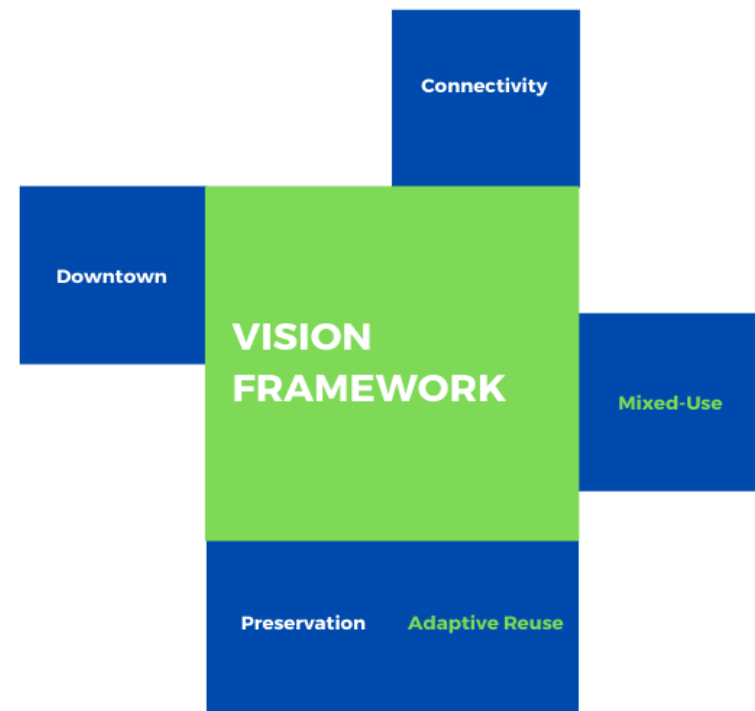 Connectivity
Downtown
VISION
FRAMEWORK
Mixed-Use
Preservation Adaptive Reuse